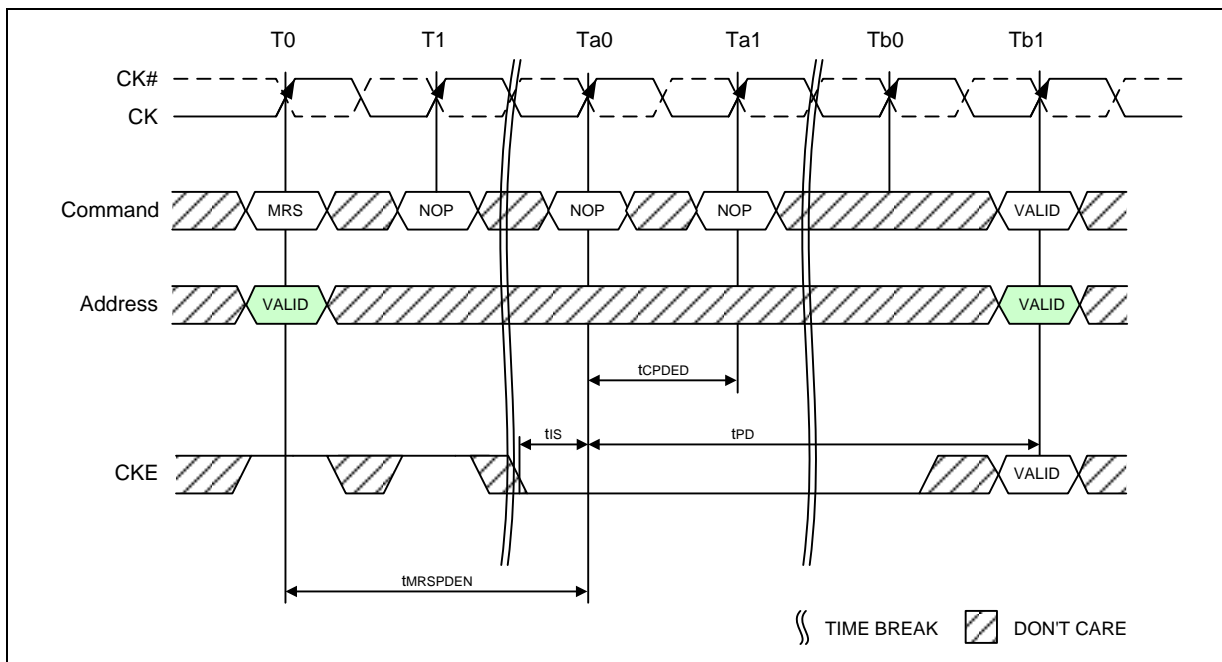 T0 T1 Ta0 Ta1 Tb0 Tb1
CK#
CK
Command MRS NOP NOP NOP VALID
Address VALID VALID
tCPDED
tIS tPD
CKE VALID
tMRSPDEN
TIME BREAK DON'T CARE